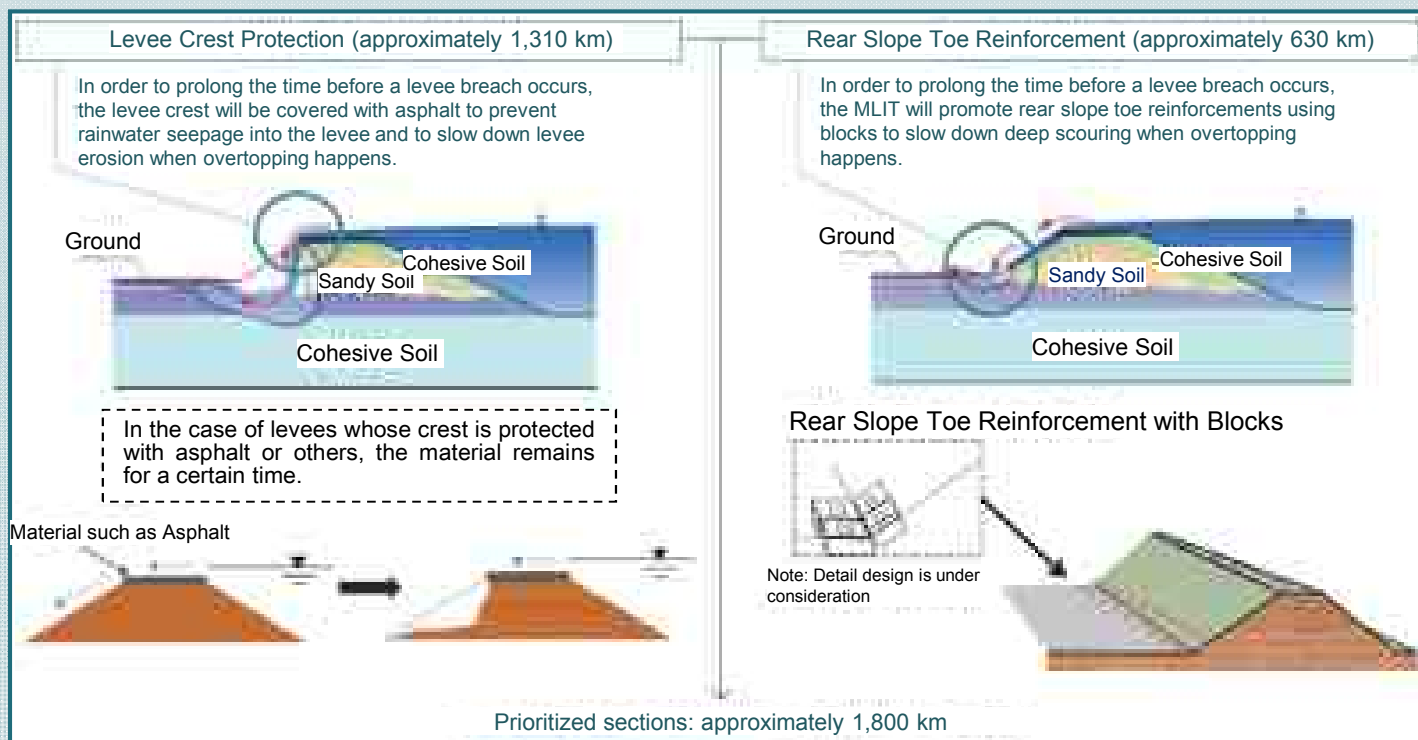 Levee Crest Protection (approximately 1,310 km)
In order to prolong the time before a levee breach occurs,
the levee crest will be covered with asphalt to prevent
rainwater seepage into the levee and to slow down levee
erosion when overtopping happens.
Ground
Cohesive Soil
Sandy Soil
Cohesive Soil
In the case of levees whose crest is protected
with asphalt or others, the material remains
for a certain time.
Material such as Asphalt
Rear Slope Toe Reinforcement (approximately 630 km)
In order to prolong the time before a levee breach occurs,
the MLIT will promote rear slope toe reinforcements using
blocks to slow down deep scouring when overtopping
happens.
Ground
Cohesive Soil
Sandy Soil
Cohesive Soil
Rear Slope Toe Reinforcement with Blocks
Note: Detail design is under
consideration
Prioritized sections: approximately 1,800 km